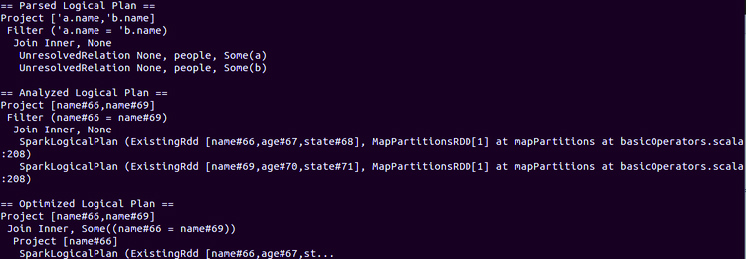 == Parsed Logical Plan ==
Project ['a.name,'b.name]
 Filter ('a.name = 'b.name)
  Join Inner, None
   UnresolvedRelation None, people, Some(a)
   UnresolvedRelation None, people, Some(b)

== Analyzed Logical Plan ==
Project [name#66,name#69]
 Filter (name#66 = name#69)
  Join Inner, None
   SparkLogicalPlan (ExistingRdd [name#66,age#67,state#68], MapPartitionsRDD[1] at mapPartitions at basicOperators.scala
:208)
   SparkLogicalPlan (ExistingRdd [name#69,age#70,state#71], MapPartitionsRDD[1] at mapPartitions at basicOperators.scala
:208)

== Optimized Logical Plan ==
Project [name#66,name#69]
 Join Inner, Some((name#66 = name#69))
  Project [name#66]
   SparkLogicalPlan (ExistingRdd [name#66,age#67,st...